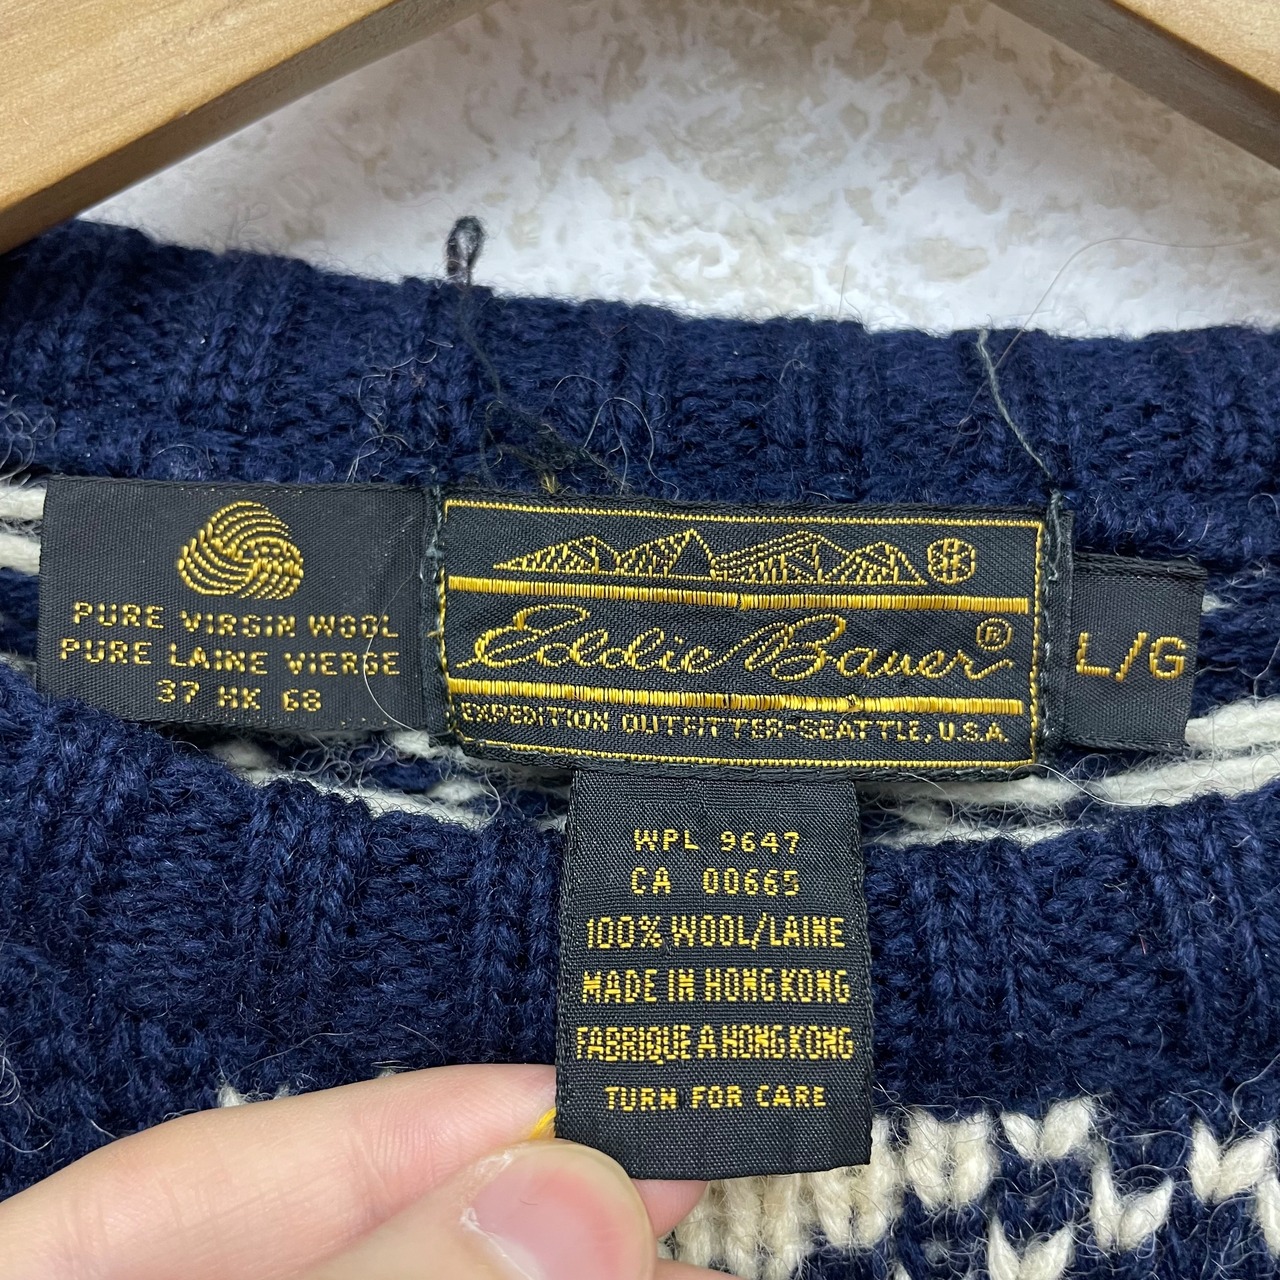 PURE VIRGIN WOOL
PURE LAINE VIERGE
37 HK 68
Eddie Bauer®
EXPEDITION OUTFITTER-SEATTLE, U.S.A.
L/G
WPL 9647
CA 00665
100% WOOL/LAINE
MADE IN HONG KONG
FABRIQUE A HONG KONG
TURN FOR CARE